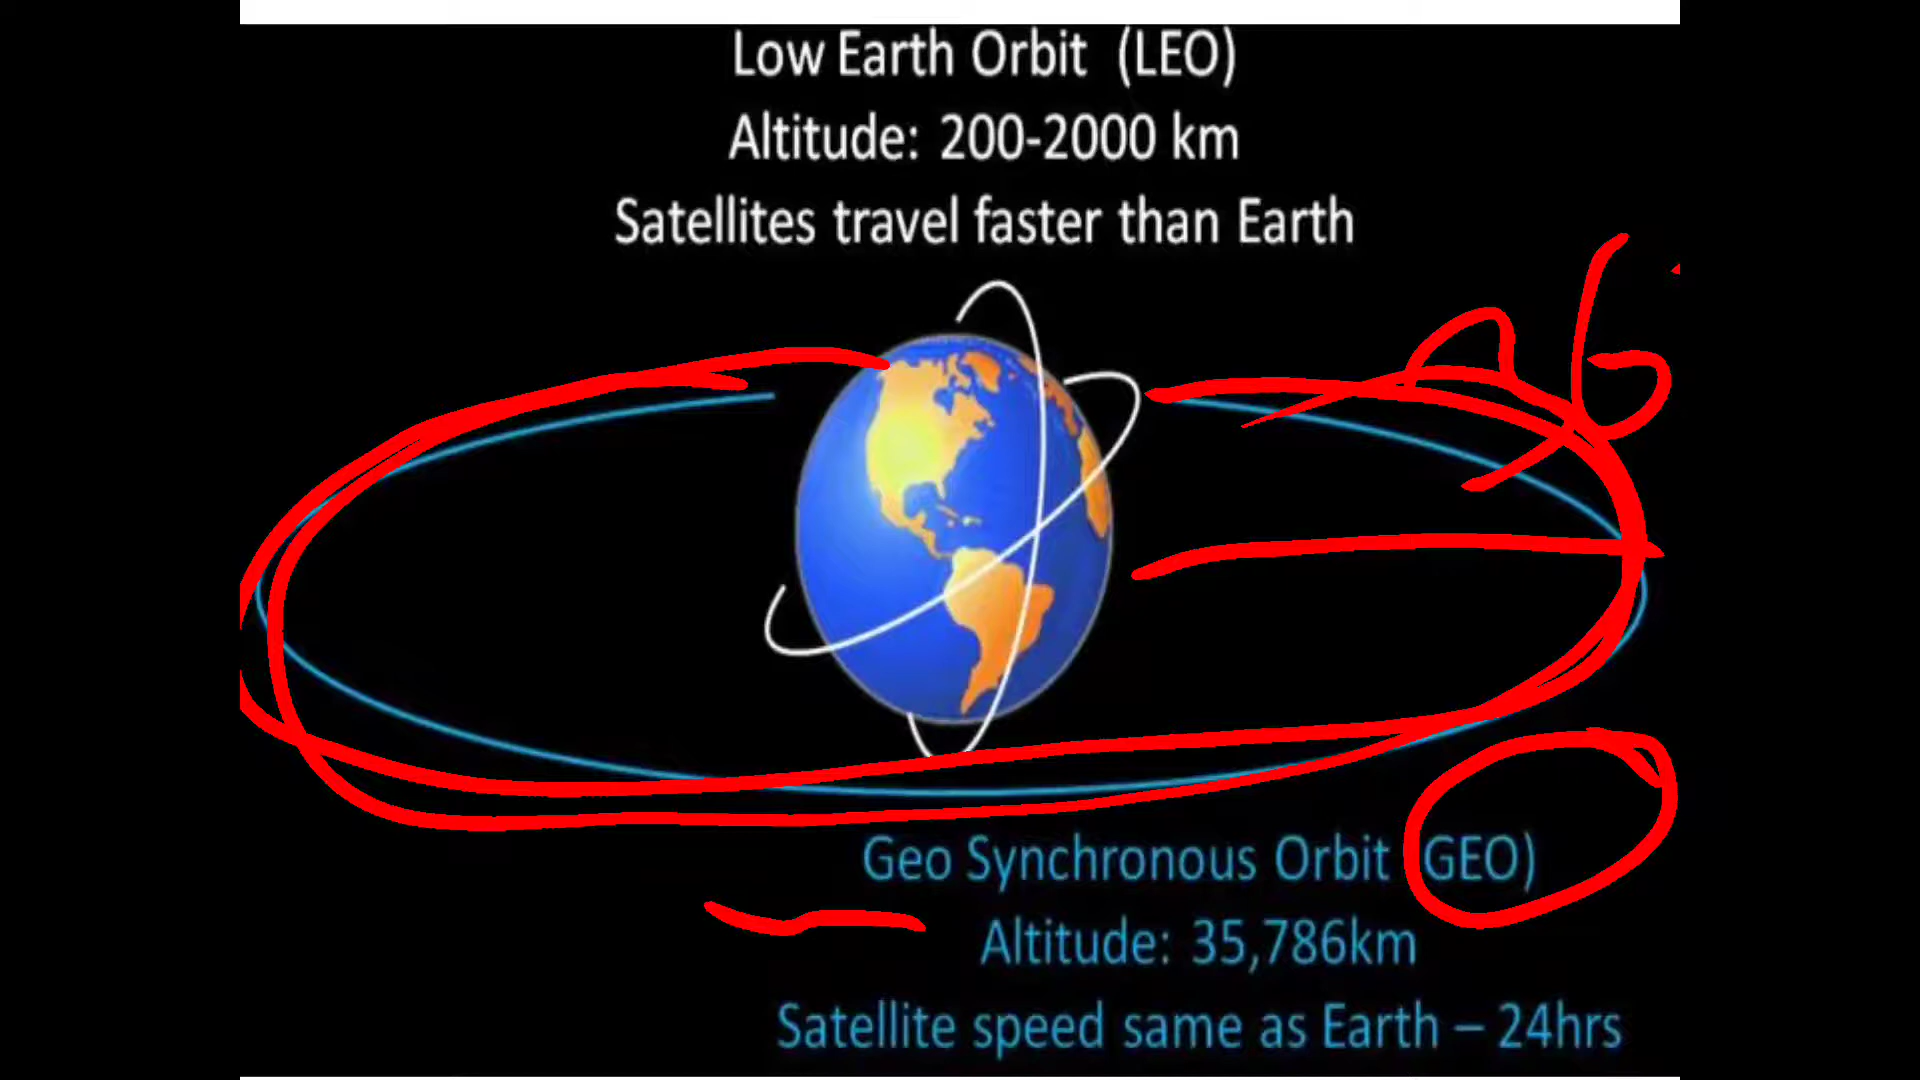 Low Earth Orbit (LEO)
Altitude: 200-2000 km
Satellites travel faster than Earth
Geo Synchronous Orbit (GEO)
Altitude: 35,786km
Satellite speed same as Earth – 24hrs